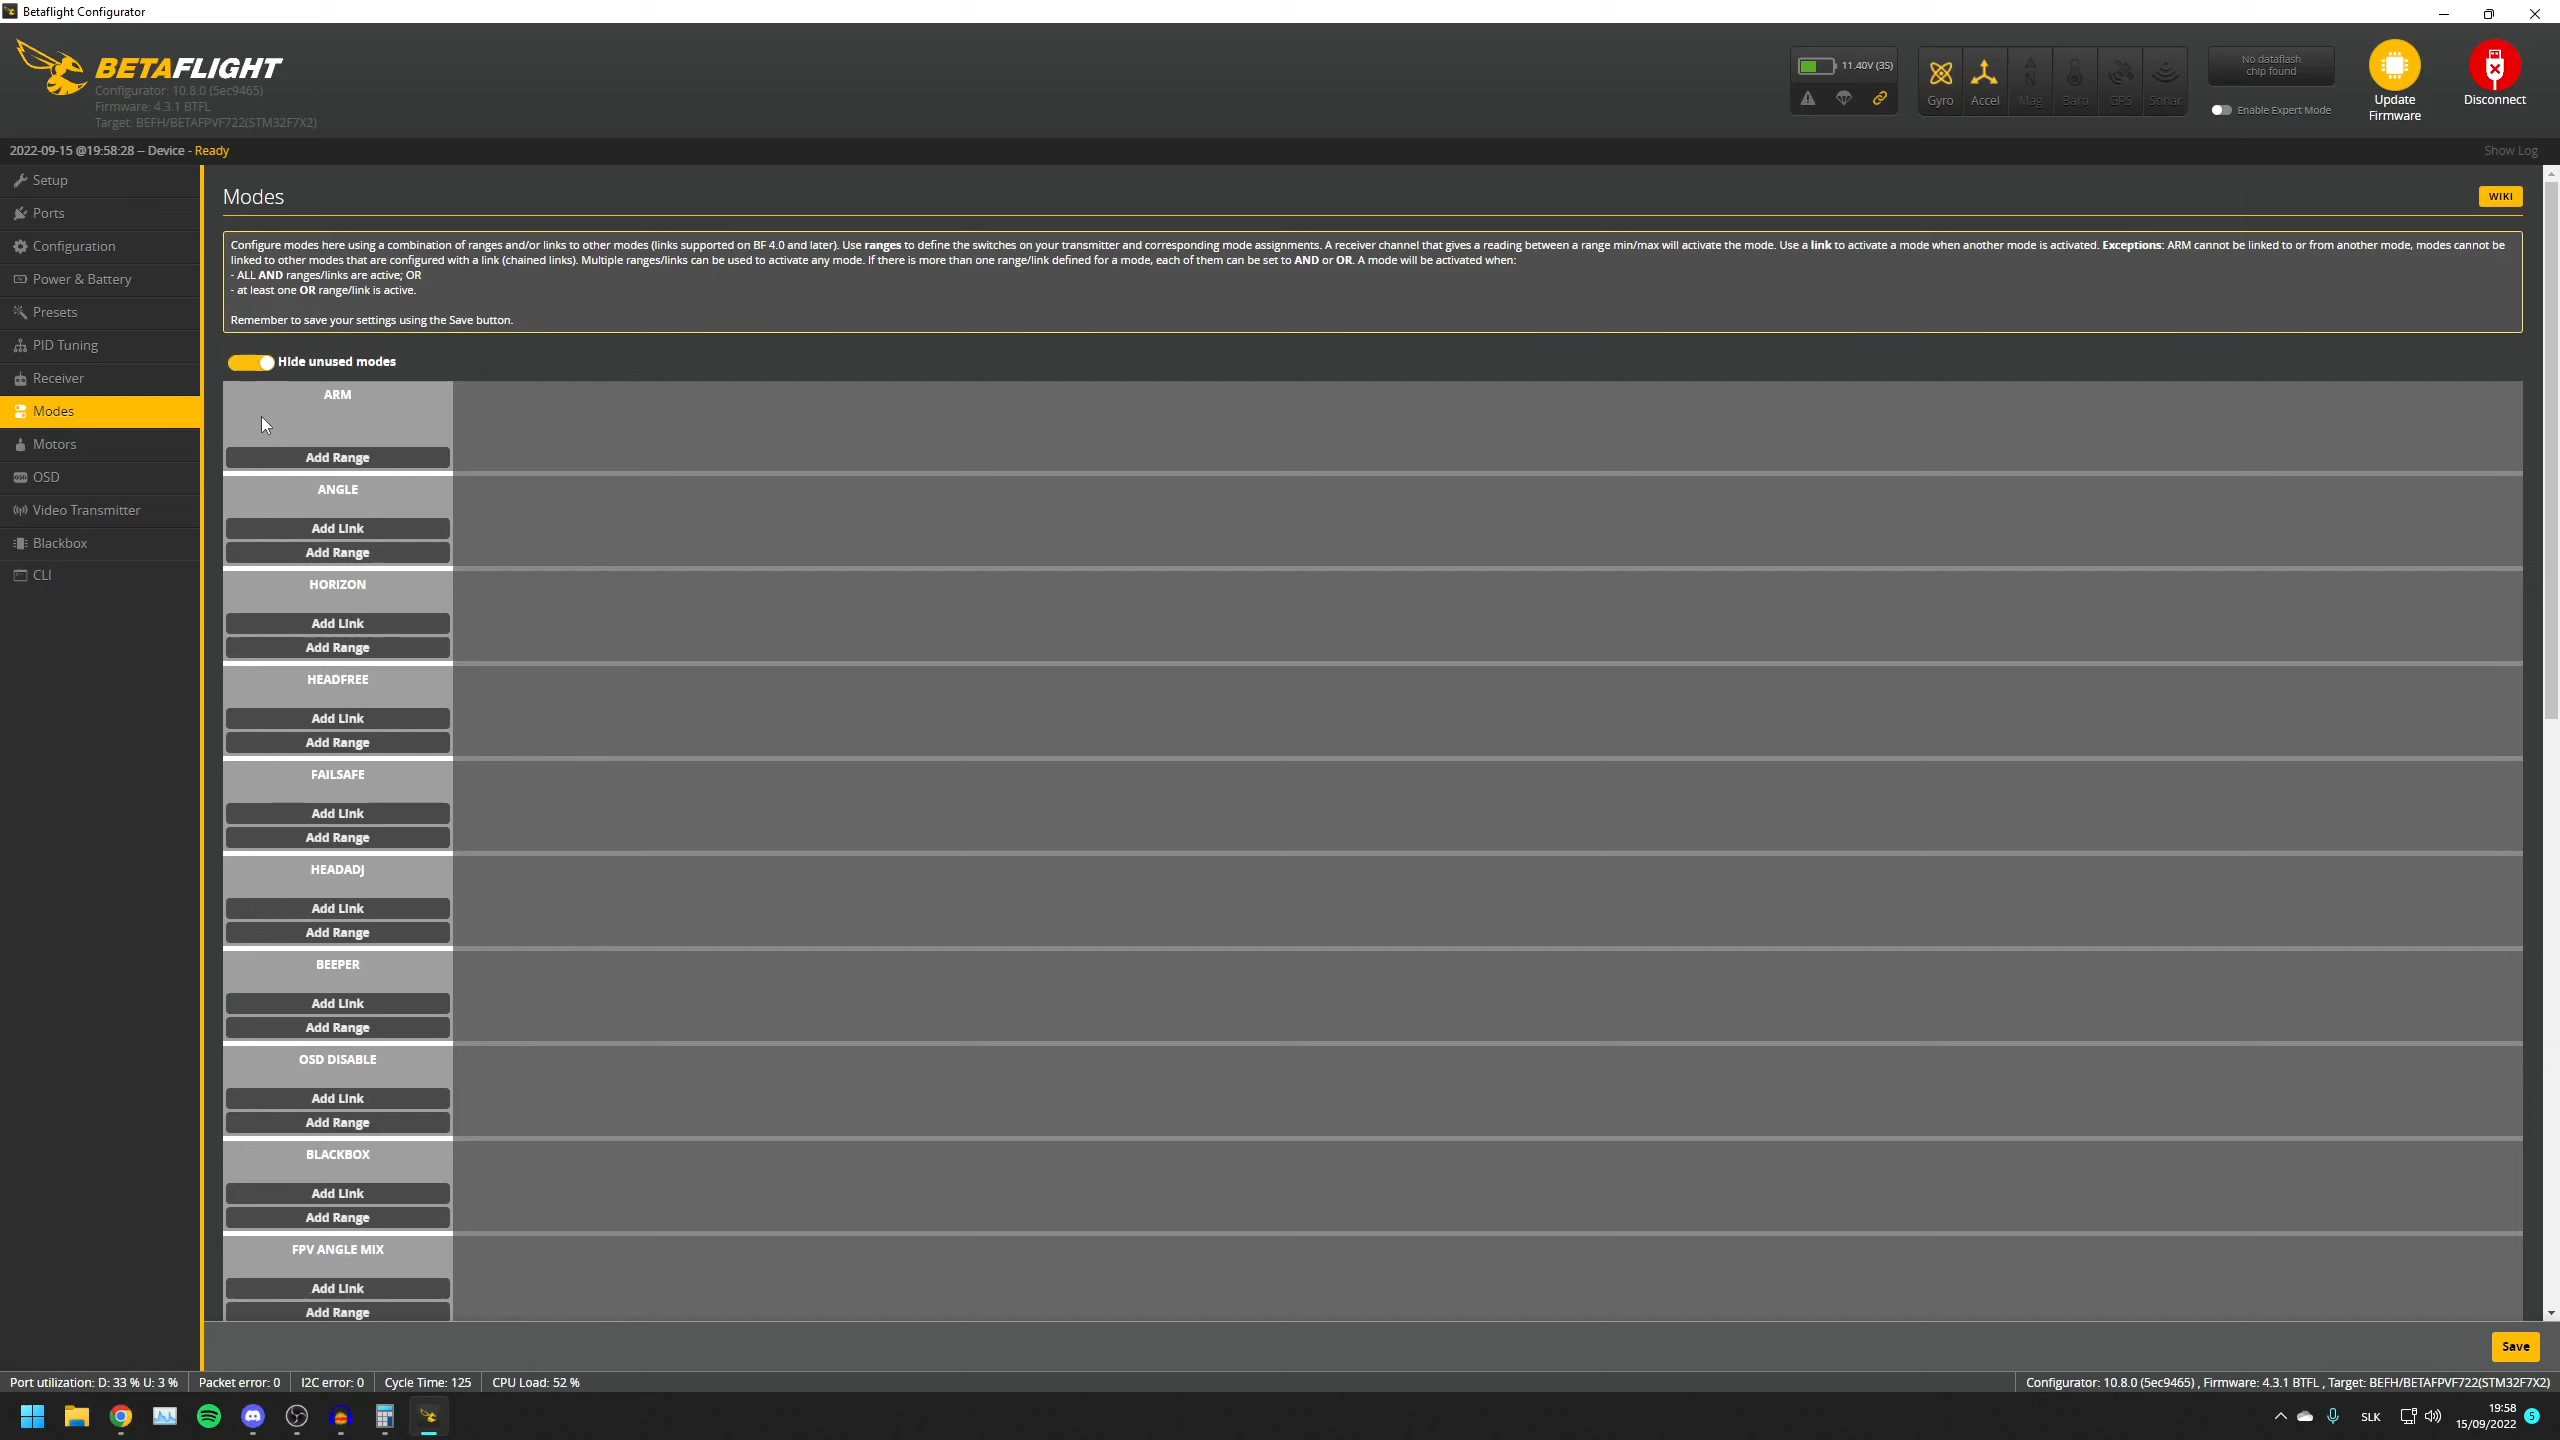 Betaflight Configurator
BETAFLIGHT
Configurator: 10.8.0 (5ec9465)
Firmware: 4.3.1 BTFL
Target: BEFH/BETAFPVF722(STM32F7X2)
11.40V (3S)
Gyro
Accel
Mag
Baro
GPS
Sonar
No dataflash
chip found
Enable Expert Mode
Update
Firmware
Disconnect
2022-09-15 @19:58:28 -- Device - Ready
Show Log
Setup
Ports
Configuration
Power & Battery
Presets
PID Tuning
Receiver
Modes
Motors
OSD
Video Transmitter
Blackbox
CLI
Modes
WIKI
Configure modes here using a combination of ranges and/or links to other modes (links supported on BF 4.0 and later). Use ranges to define the switches on your transmitter and corresponding mode assignments. A receiver channel that gives a reading between a range min/max will activate the mode. Use a link to activate a mode when another mode is activated. Exceptions: ARM cannot be linked to or from another mode, modes cannot be
linked to other modes that are configured with a link (chained links). Multiple ranges/links can be used to activate any mode. If there is more than one range/link defined for a mode, each of them can be set to AND or OR. A mode will be activated when:
- ALL AND ranges/links are active; OR
- at least one OR range/link is active.
Remember to save your settings using the Save button.
Hide unused modes
ARM
Add Range
ANGLE
Add Link
Add Range
HORIZON
Add Link
Add Range
HEADFREE
Add Link
Add Range
FAILSAFE
Add Link
Add Range
HEADADJ
Add Link
Add Range
BEEPER
Add Link
Add Range
OSD DISABLE
Add Link
Add Range
BLACKBOX
Add Link
Add Range
FPV ANGLE MIX
Add Link
Add Range
Save
Port utilization: D: 33 % U: 3 %
Packet error: 0
I2C error: 0
Cycle Time: 125
CPU Load: 52 %
Configurator: 10.8.0 (5ec9465) , Firmware: 4.3.1 BTFL , Target: BEFH/BETAFPVF722(STM32F7X2)
SLK
19:58
15/09/2022
5